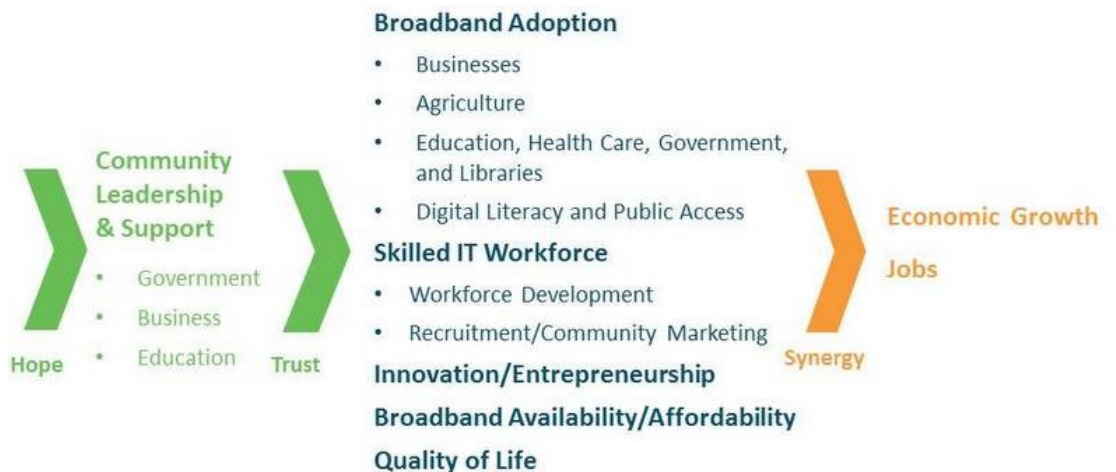 Hope
Community
Leadership
& Support
• Government
• Business
• Education
Trust
Broadband Adoption
• Businesses
• Agriculture
• Education, Health Care, Government,
and Libraries
• Digital Literacy and Public Access
Skilled IT Workforce
• Workforce Development
• Recruitment/Community Marketing
Innovation/Entrepreneurship
Broadband Availability/Affordability
Quality of Life
Synergy
Economic Growth
Jobs